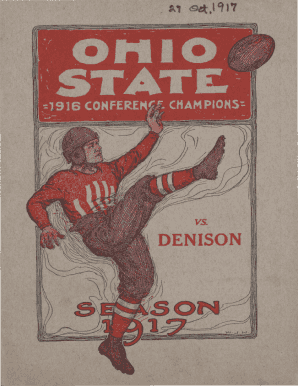 27 Oct, 1917
OHIO
STATE
=1916 CONFERENCE CHAMPIONS=
VS.
DENISON
SEASON
1917